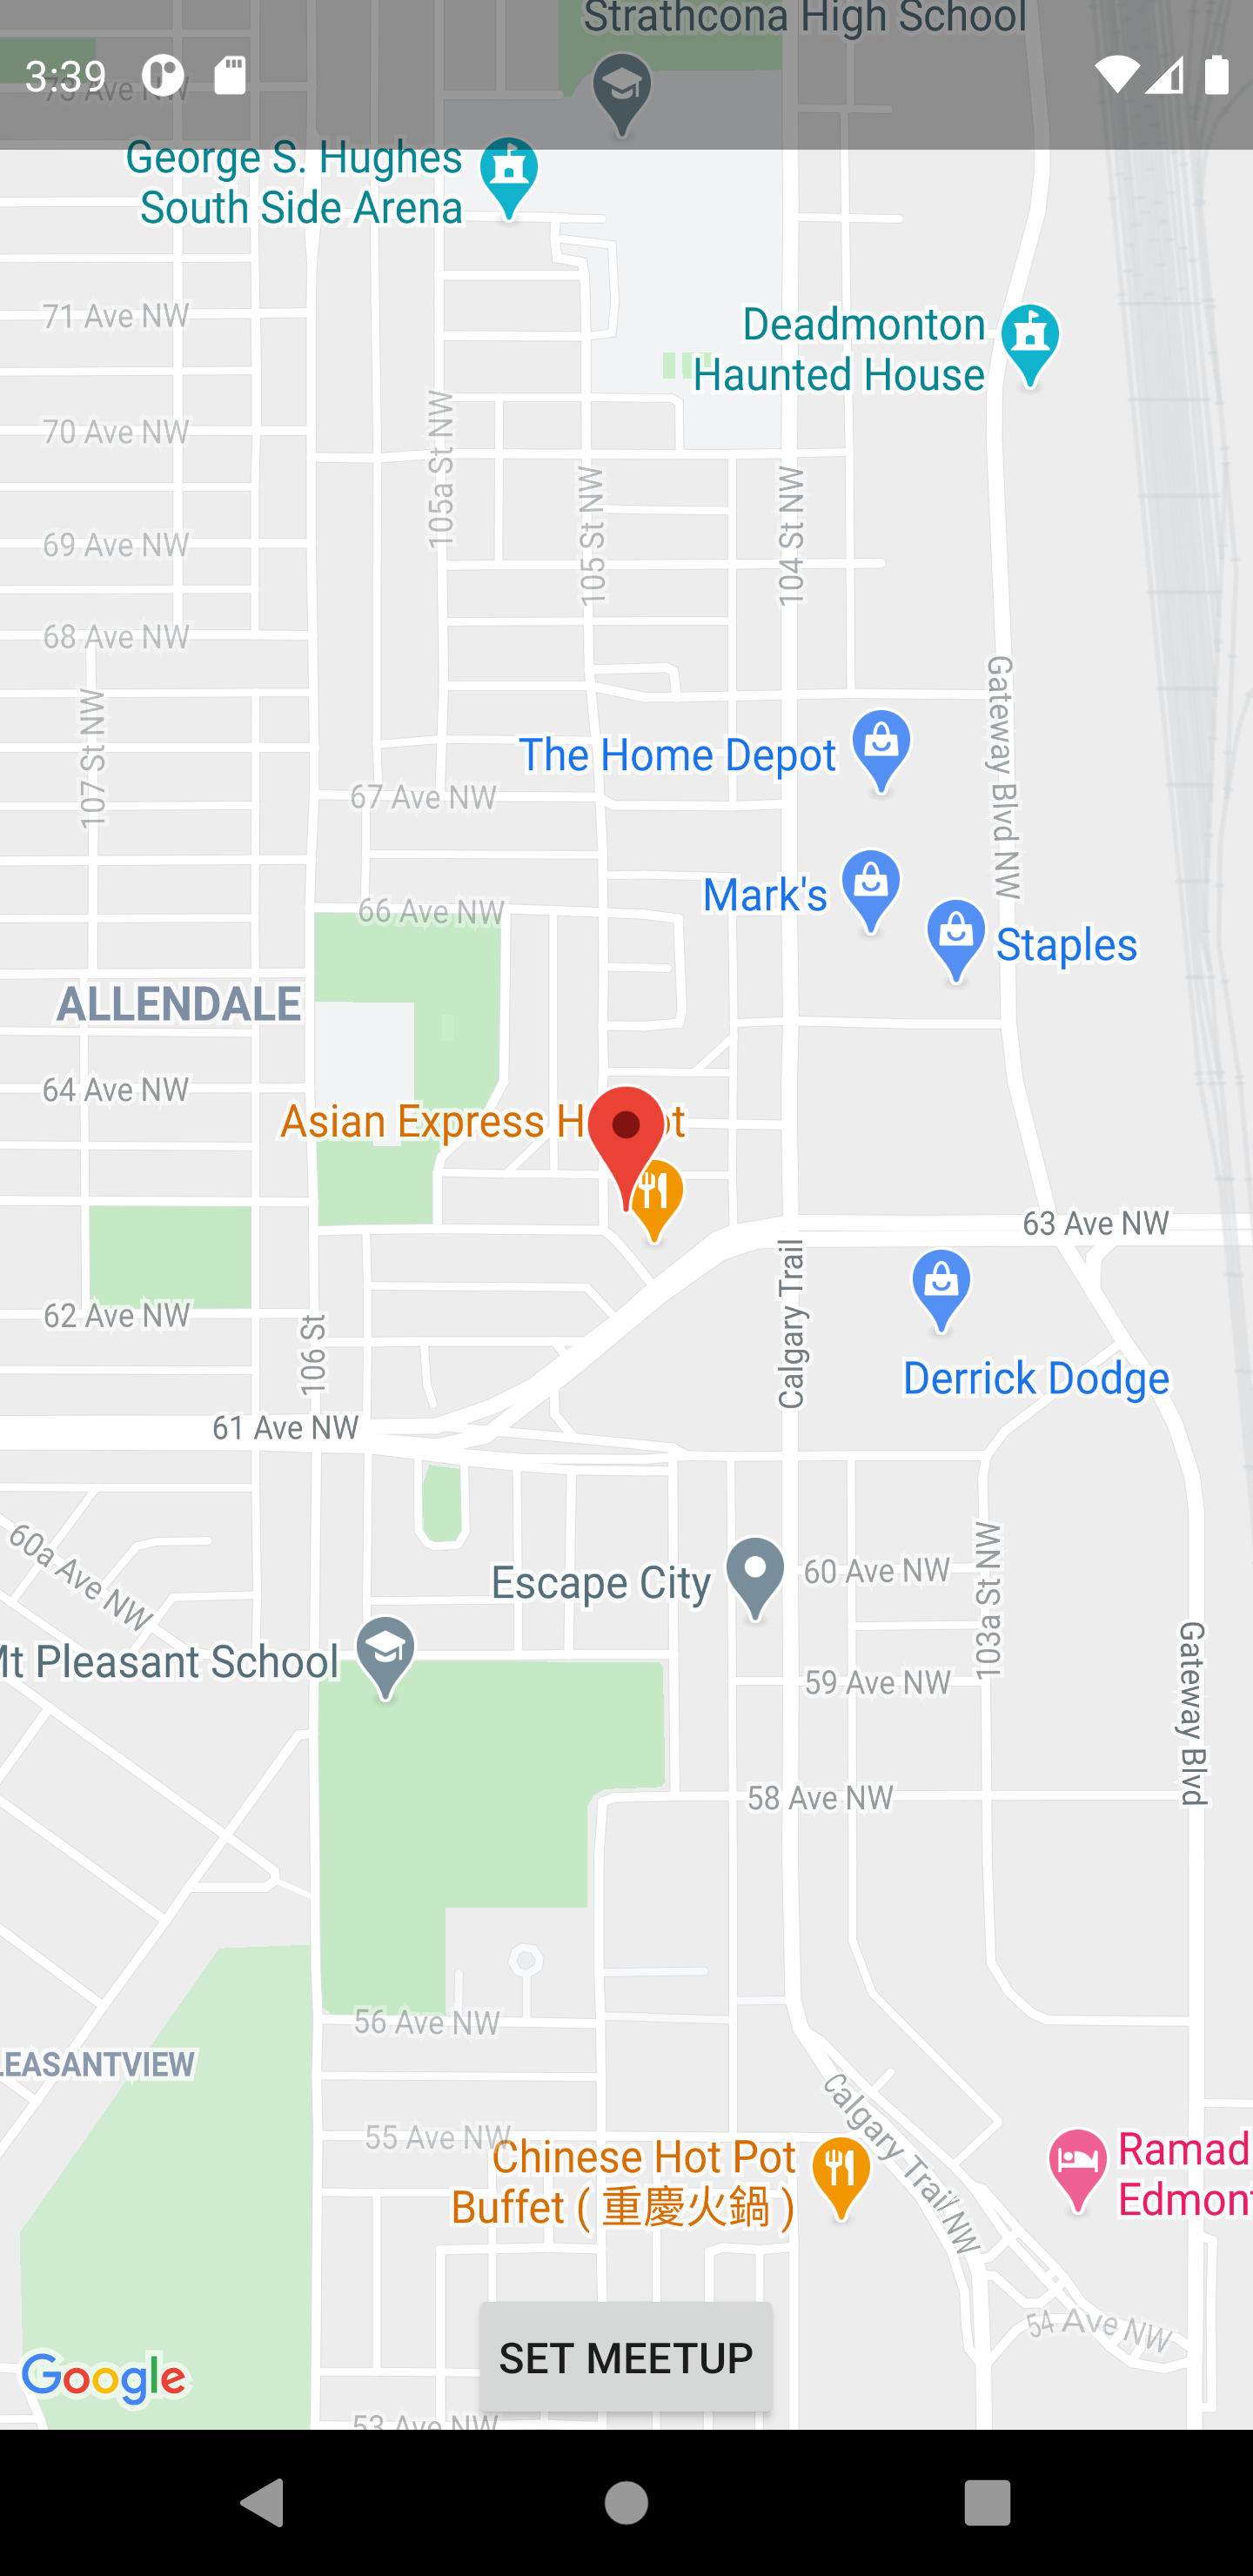 Strathcona High School
3:39
73 Ave NW
George S. Hughes
South Side Arena
71 Ave NW
Deadmonton
Haunted House
70 Ave NW
105a St NW
105 St NW
104 St NW
69 Ave NW
68 Ave NW
107 St NW
Gateway Blvd NW
The Home Depot
67 Ave NW
Mark's
66 Ave NW
Staples
ALLENDALE
64 Ave NW
Asian Express H
t
63 Ave NW
Calgary Trail
62 Ave NW
106 St
Derrick Dodge
61 Ave NW
60a Ave NW
Escape City
60 Ave NW
103a St NW
Mt Pleasant School
59 Ave NW
Gateway Blvd
58 Ave NW
56 Ave NW
LEASANTVIEW
Calgary Trail NW
55 Ave NW
Chinese Hot Pot
Buffet ( 重慶火鍋 )
Ramad
Edmont
54 Ave NW
SET MEETUP
Google
53 Ave NW